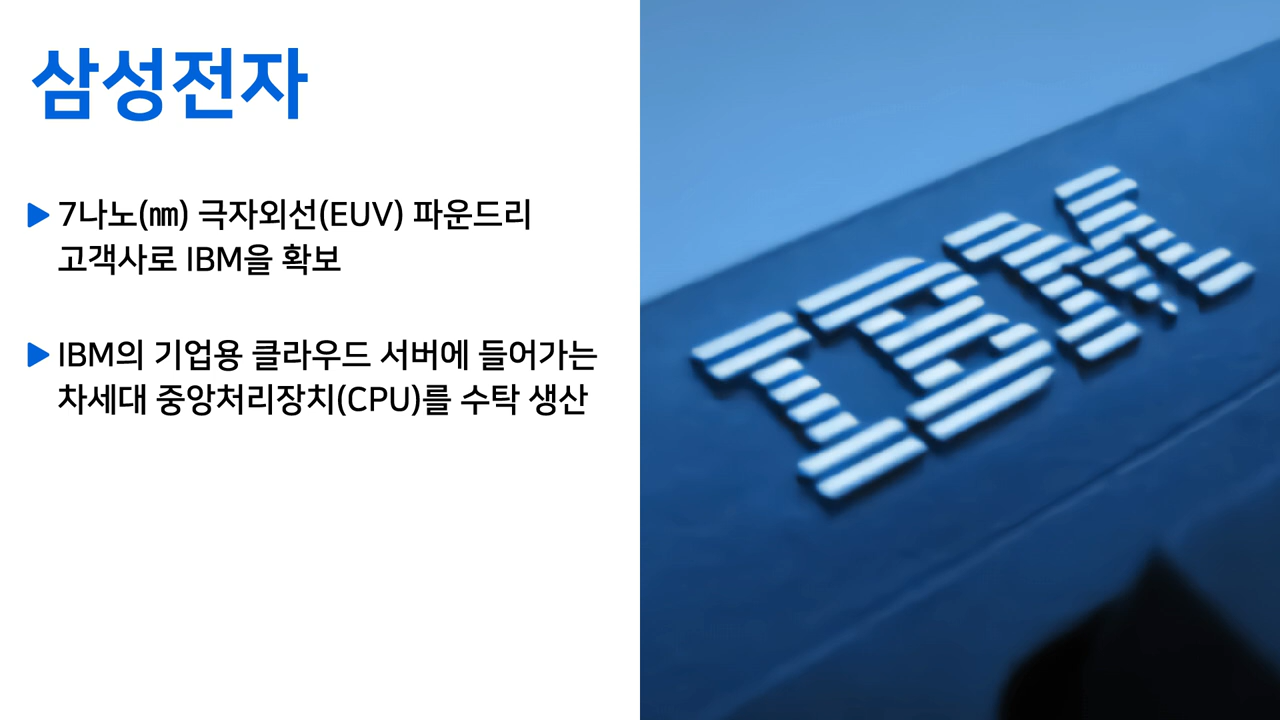 삼성전자
▶ 7나노(㎚) 극자외선(EUV) 파운드리
고객사로 IBM을 확보
▶ IBM의 기업용 클라우드 서버에 들어가는
차세대 중앙처리장치(CPU)를 수탁 생산
IBM